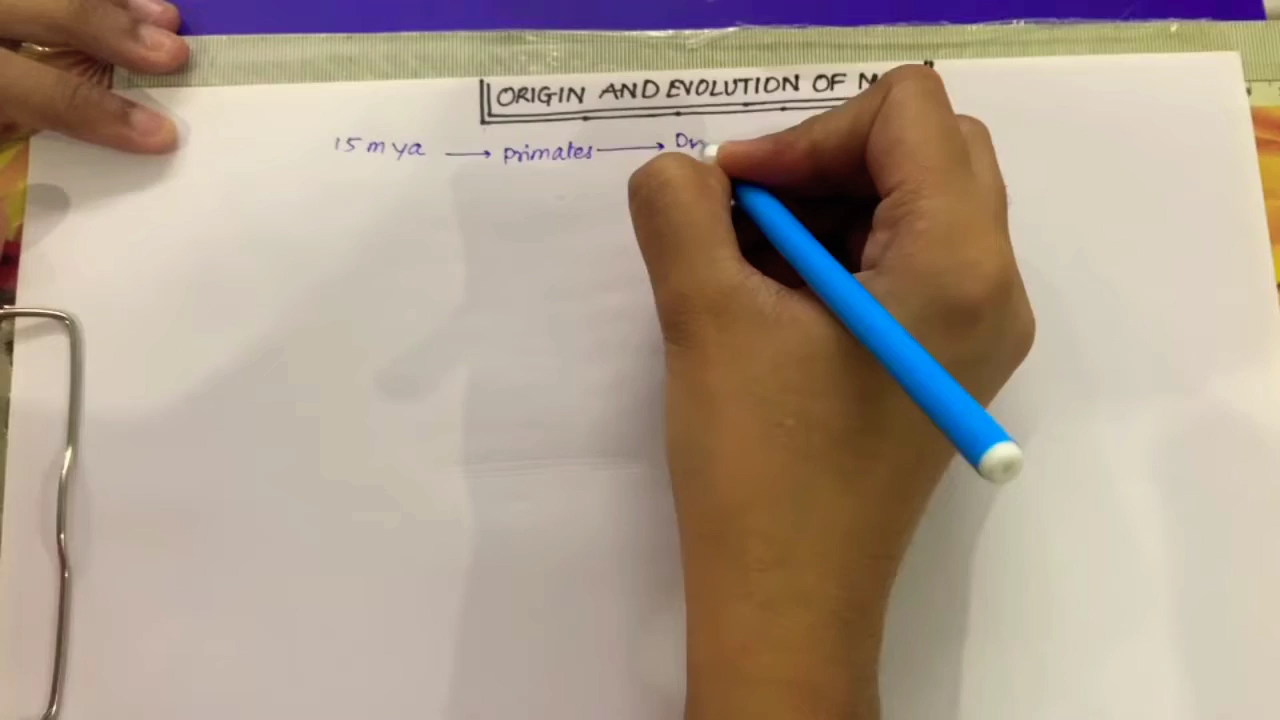 ORIGIN AND EVOLUTION OF
15 mya → primates →